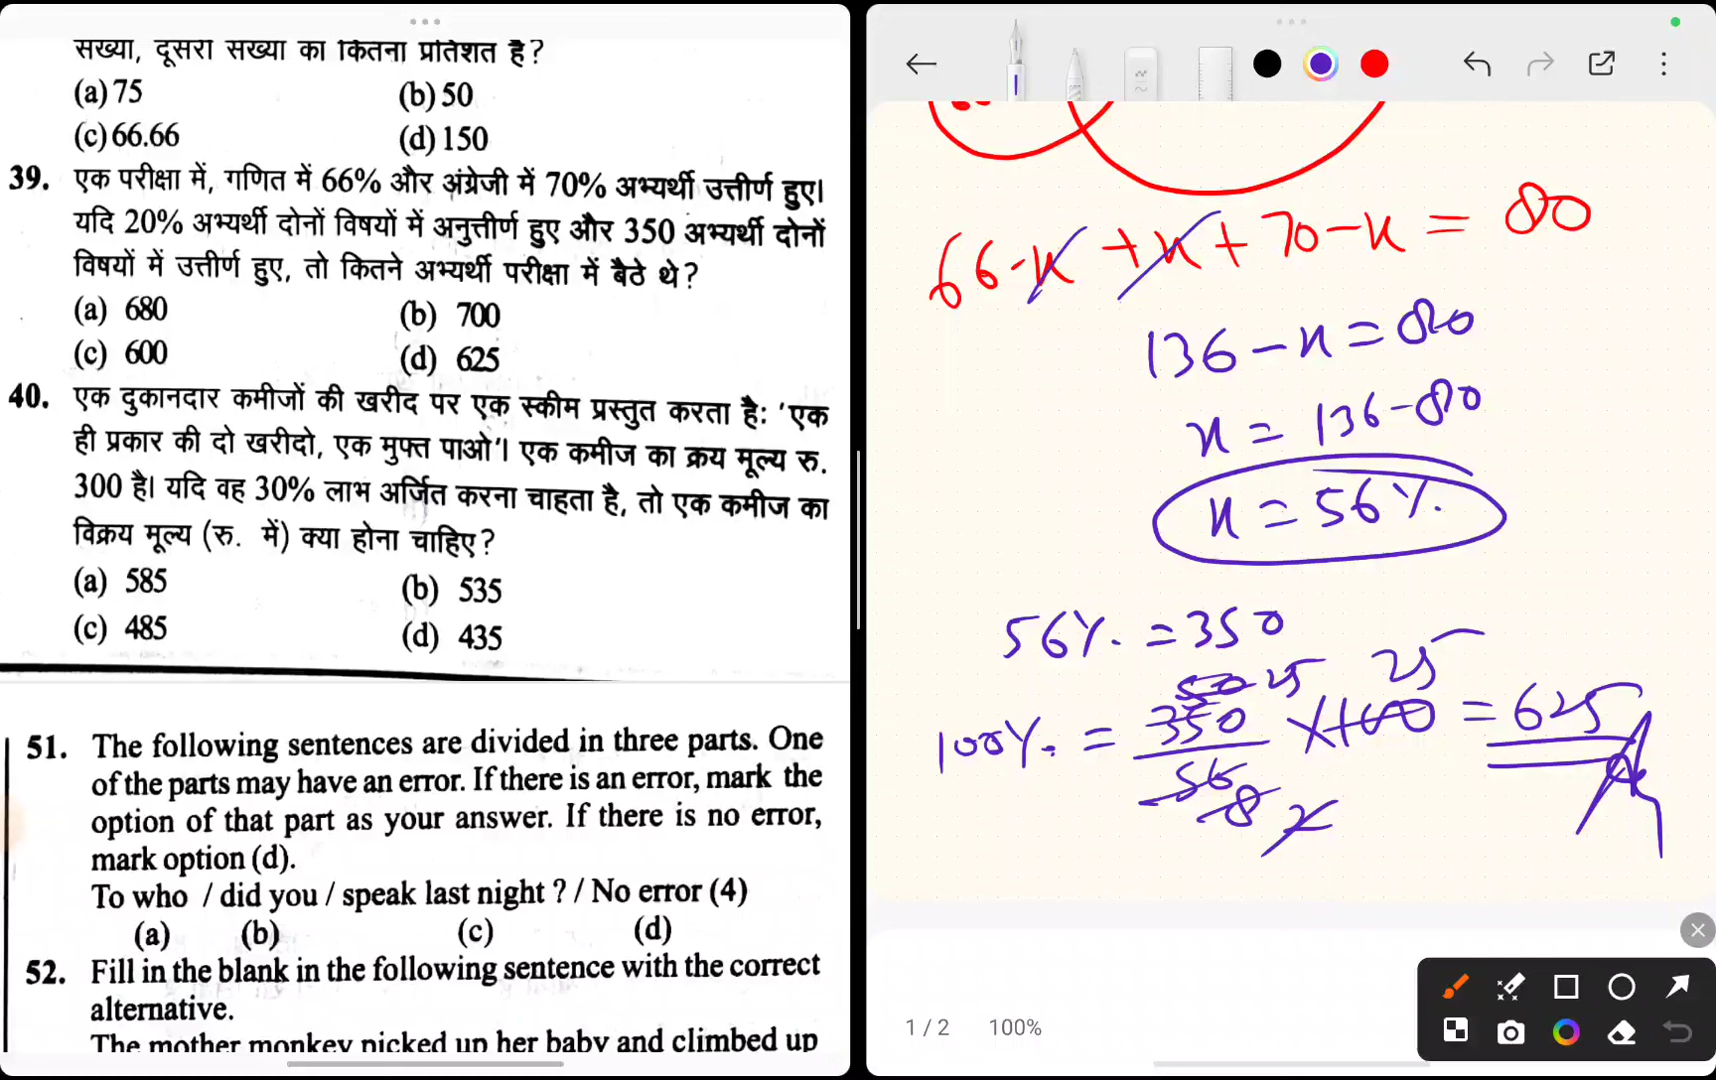 संख्या, दूसरी संख्या का कितना प्रतिशत है?
(a) 75 (b) 50
(c) 66.66 (d) 150
39. एक परीक्षा में, गणित में 66% और अंग्रेजी में 70% अभ्यर्थी उत्तीर्ण हुए।
यदि 20% अभ्यर्थी दोनों विषयों में अनुत्तीर्ण हुए और 350 अभ्यर्थी दोनों
विषयों में उत्तीर्ण हुए, तो कितने अभ्यर्थी परीक्षा में बैठे थे?
(a) 680 (b) 700
(c) 600 (d) 625
40. एक दुकानदार कमीजों की खरीद पर एक स्कीम प्रस्तुत करता है: 'एक
ही प्रकार की दो खरीदो, एक मुफ्त पाओ'। एक कमीज का क्रय मूल्य रु.
300 है। यदि वह 30% लाभ अर्जित करना चाहता है, तो एक कमीज का
विक्रय मूल्य (रु. में) क्या होना चाहिए?
(a) 585 (b) 535
(c) 485 (d) 435
51. The following sentences are divided in three parts. One
of the parts may have an error. If there is an error, mark the
option of that part as your answer. If there is no error,
mark option (d).
To who / did you / speak last night ? / No error (4)
(a) (b) (c) (d)
52. Fill in the blank in the following sentence with the correct
alternative.
The mother monkey picked up her baby and climbed up
66-x+x+70-x=80
136-x=80
x=136-80
x=56%.
56%.=350
50 25 25
100%.= 350 ×100 =625
56
8 2
1 / 2 100%